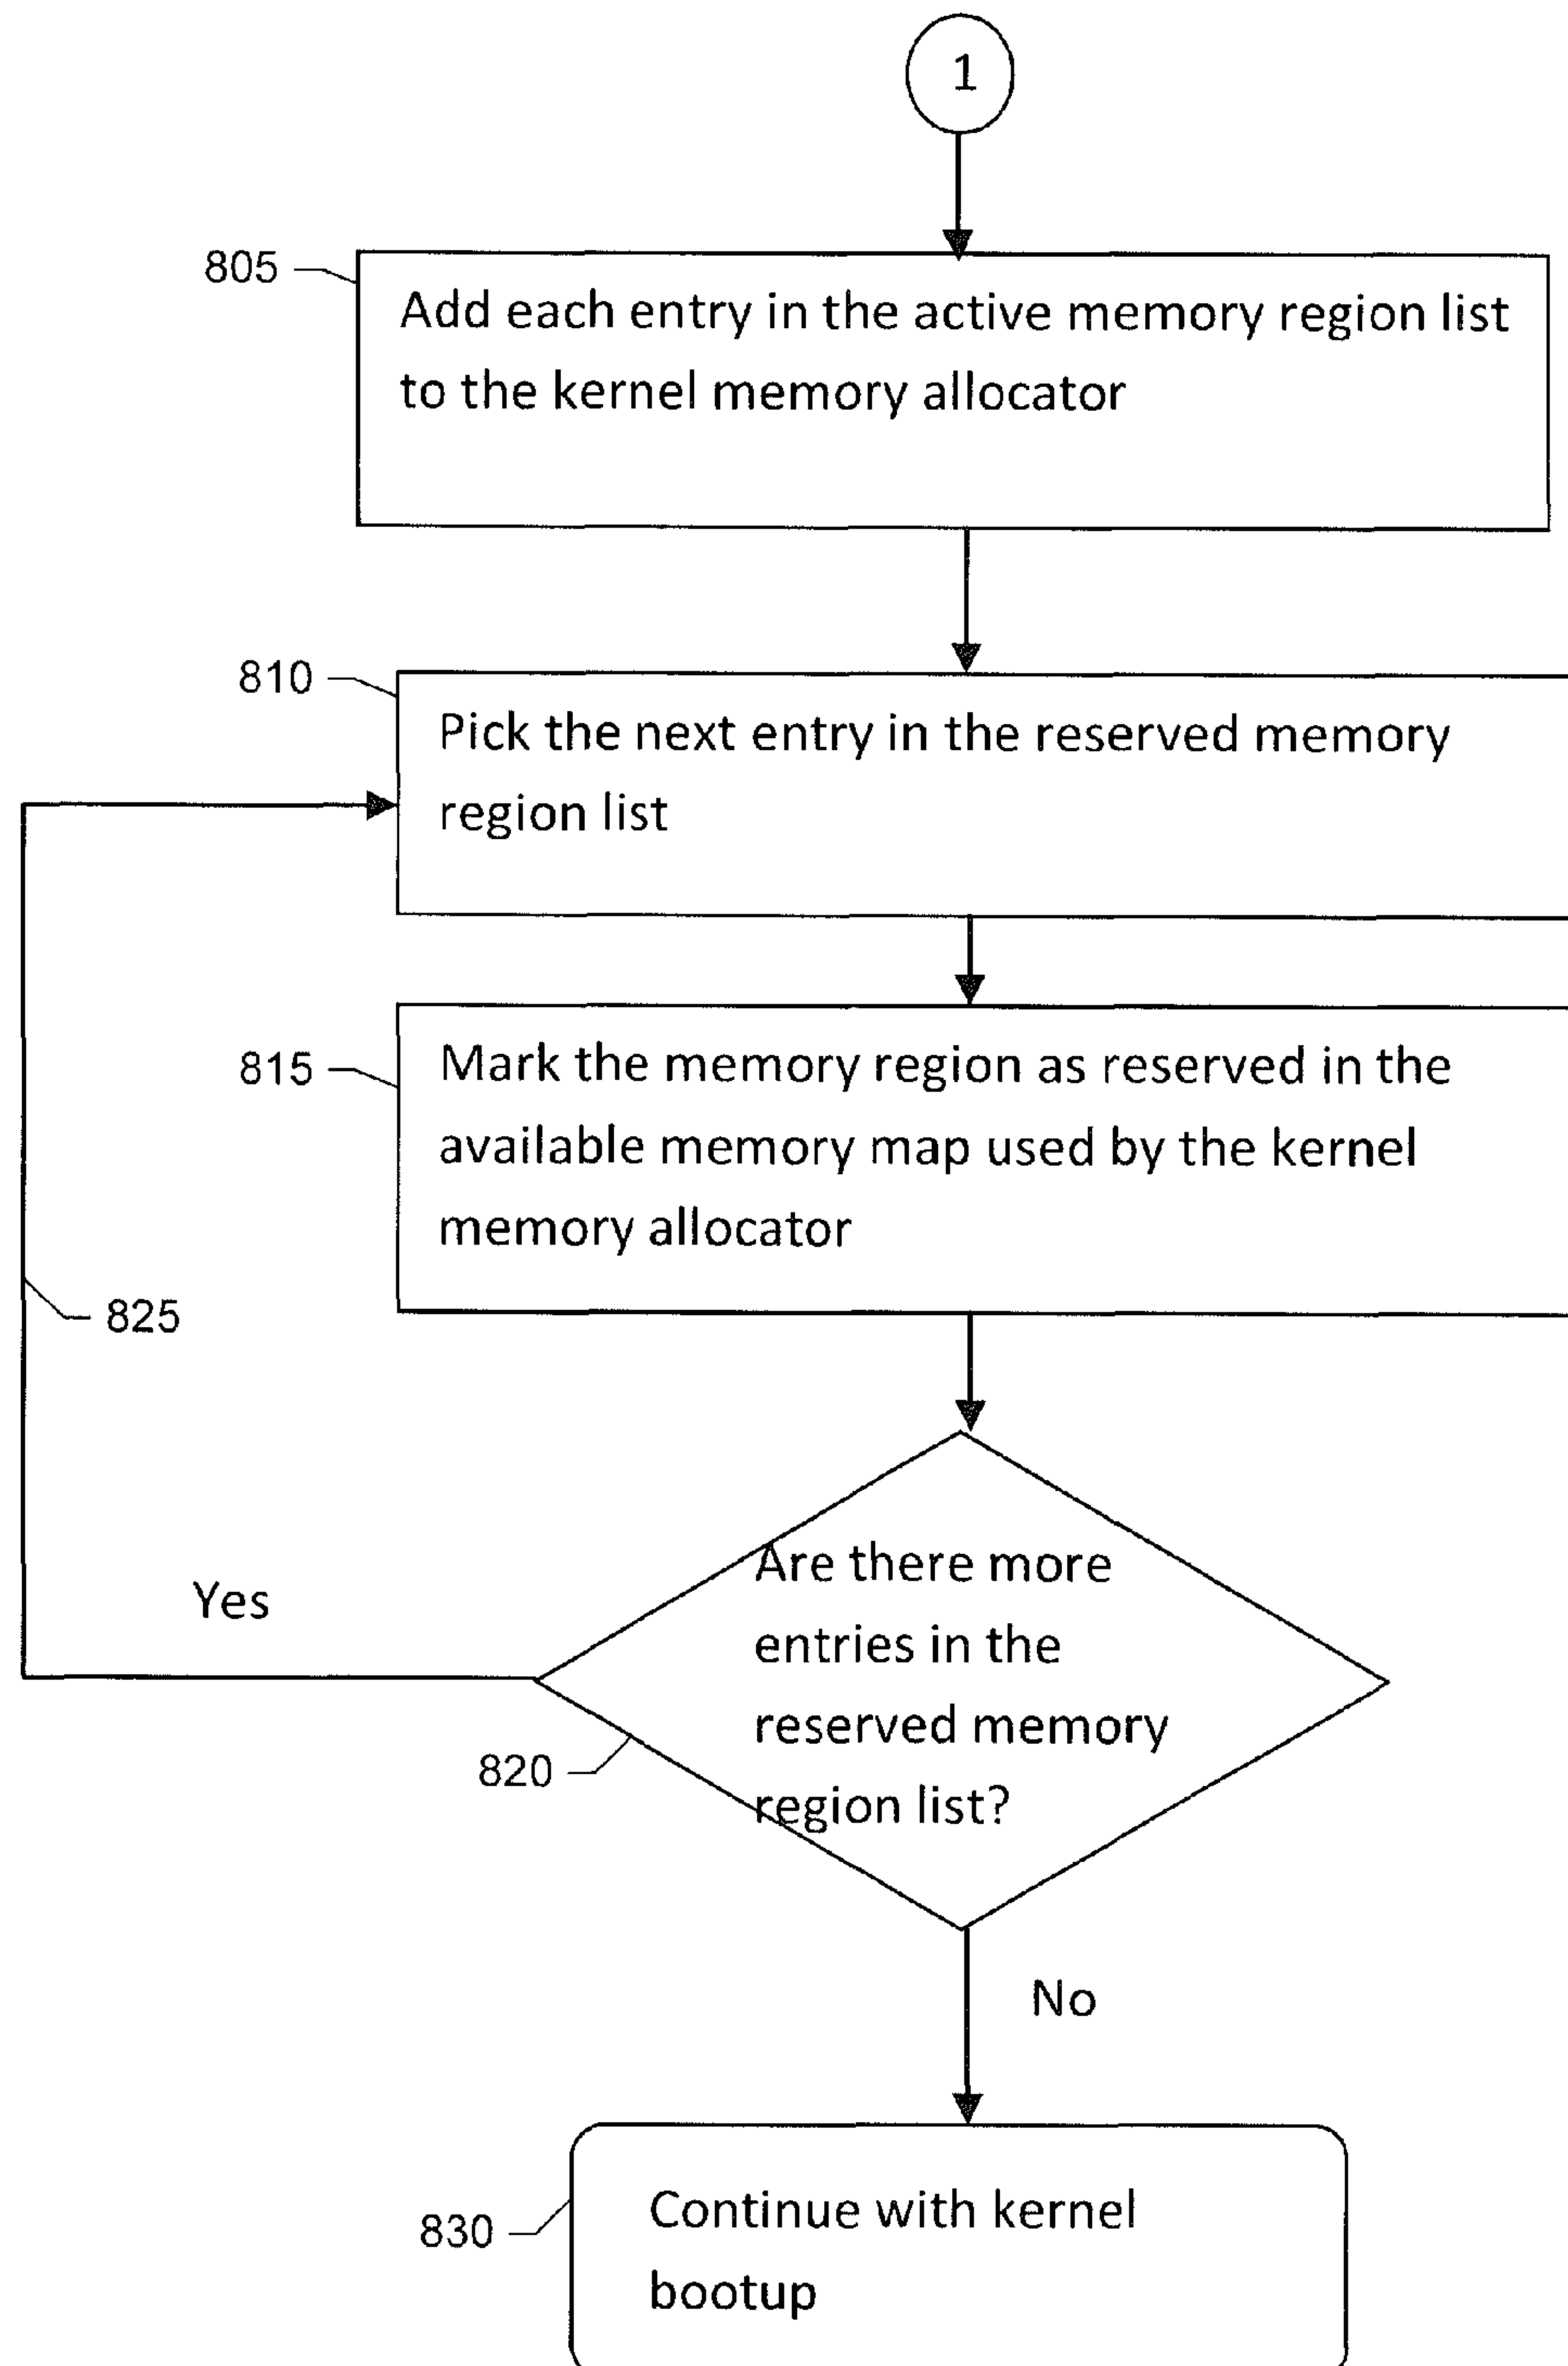 1
805
Add each entry in the active memory region list
to the kernel memory allocator
810
Pick the next entry in the reserved memory
region list
815
Mark the memory region as reserved in the
available memory map used by the kernel
memory allocator
825
Yes
Are there more
entries in the
reserved memory
region list?
820
No
830
Continue with kernel
bootup